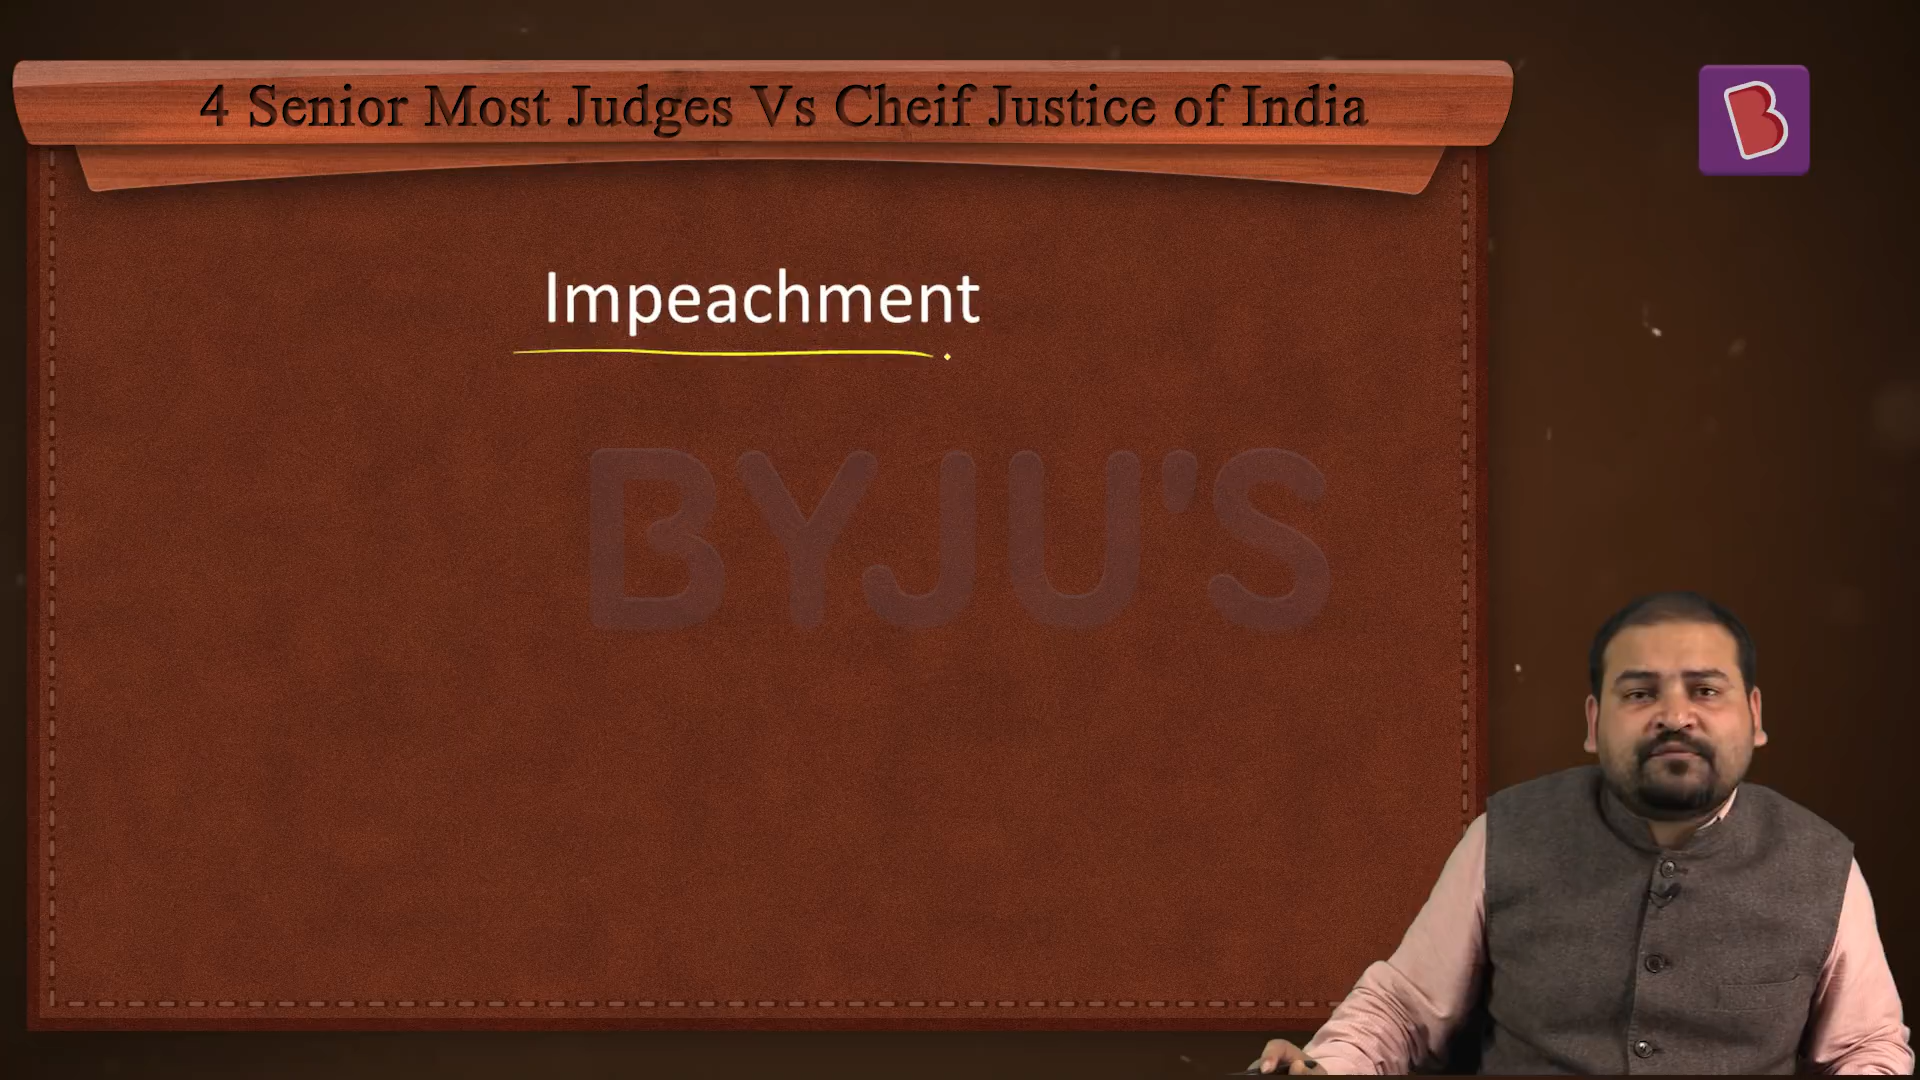 4 Senior Most Judges Vs Cheif Justice of India
B
Impeachment
BYJU'S